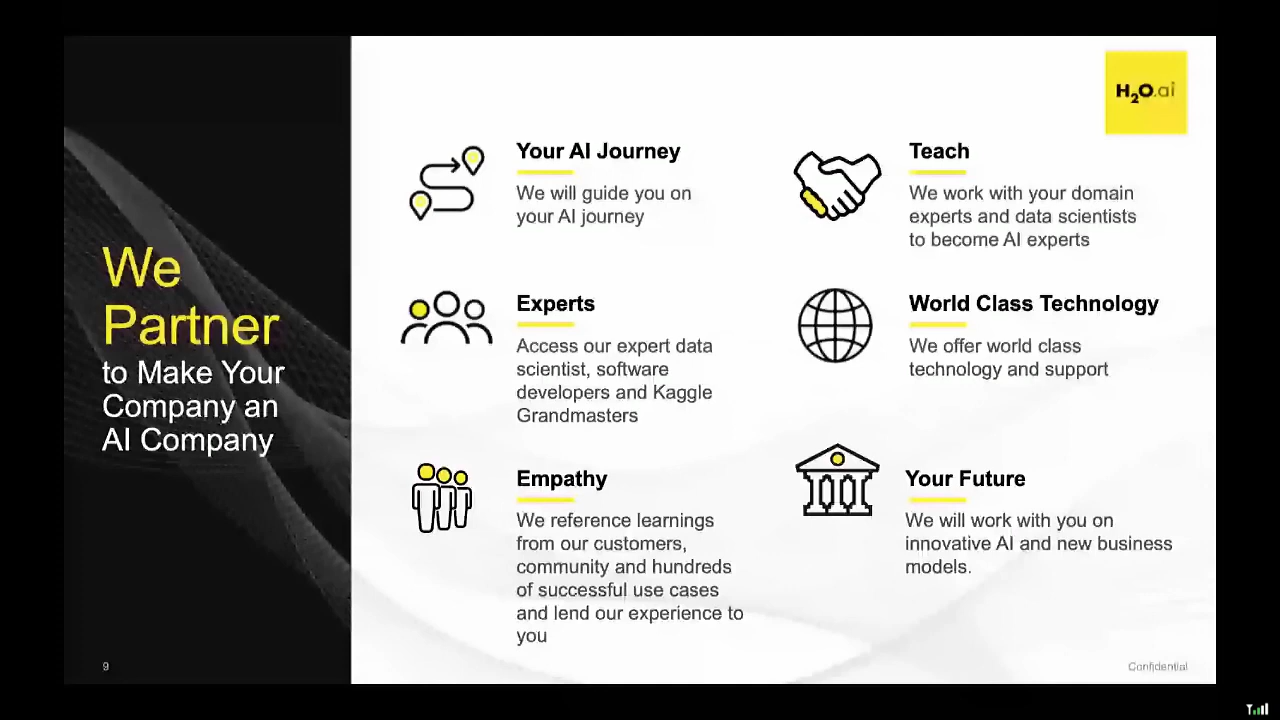 We
Partner
to Make Your
Company an
AI Company
9
H2O.ai
Your AI Journey
We will guide you on
your AI journey
Teach
We work with your domain
experts and data scientists
to become AI experts
Experts
Access our expert data
scientist, software
developers and Kaggle
Grandmasters
World Class Technology
We offer world class
technology and support
Empathy
We reference learnings
from our customers,
community and hundreds
of successful use cases
and lend our experience to
you
Your Future
We will work with you on
innovative AI and new business
models.
Confidential